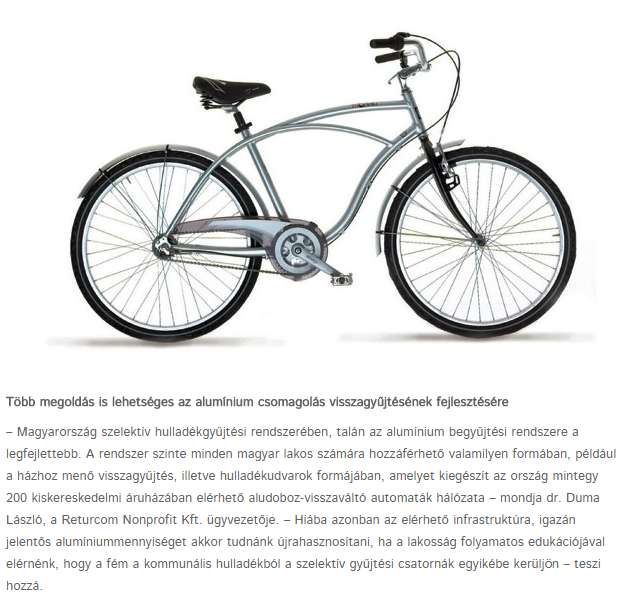 Több megoldás is lehetséges az alumínium csomagolás visszagyűjtésének fejlesztésére
– Magyarország szelektív hulladékgyűjtési rendszerében, talán az alumínium begyűjtési rendszere a
legfejlettebb. A rendszer szinte minden magyar lakos számára hozzáférhető valamilyen formában, például
a házhoz menő visszagyűjtés, illetve hulladékudvarok formájában, amelyet kiegészít az ország mintegy
200 kiskereskedelmi áruházában elérhető aludoboz-visszaváltó automaták hálózata – mondja dr. Duma
László, a Returcom Nonprofit Kft. ügyvezetője. – Hiába azonban az elérhető infrastruktúra, igazán
jelentős alumíniummennyiséget akkor tudnánk újrahasznosítani, ha a lakosság folyamatos edukációjával
elérnénk, hogy a fém a kommunális hulladékból a szelektív gyűjtési csatornák egyikébe kerüljön – teszi
hozzá.